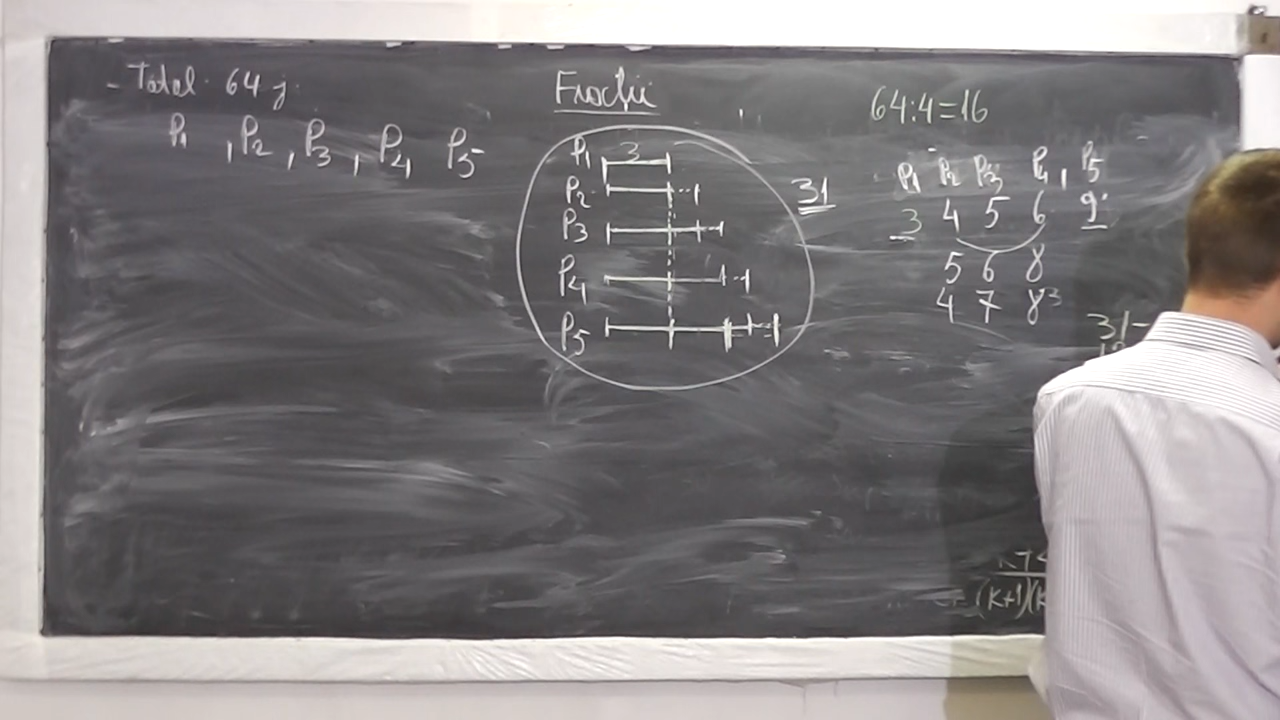 - Total 64 j.
P1 , P2 , P3 , P4 P5
P1 3
P2
P3
P4
P5
31
64:4=16
P1 P2 P3 P4 , P5
3 4 5 6 9
5 6 8
4 7 8 3
31-
(K+1)(K